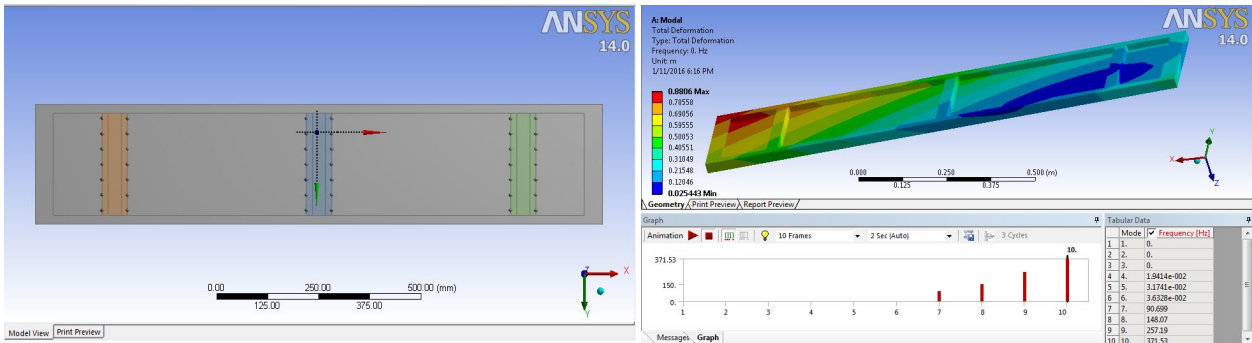 ANSYS
14.0
X
Y
Z
0.00
250.00
500.00 (mm)
125.00
375.00
Model View
Print Preview
A: Modal
Total Deformation
Type: Total Deformation
Frequency: 0. Hz
Unit: m
1/11/2016 6:16 PM
0.8806 Max
0.78558
0.69056
0.59555
0.50053
0.40551
0.31049
0.21548
0.12046
0.025443 Min
ANSYS
14.0
0.000
0.500 (m)
0.125
0.375
Y
X
Z
Geometry
Print Preview
Report Preview
Graph
Animation
10 Frames
2 Sec (Auto)
3 Cycles
10.
371.53
150.
0.
1 2 3 4 5 6 7 8 9 10
Messages
Graph
Tabular Data
Mode Frequency [Hz]
1 1. 0.
2 2. 0.
3 3. 0.
4 4. 1.9414e-002
5 5. 3.1741e-002
6 6. 3.6328e-002
7 7. 90.699
8 8. 148.07
9 9. 257.19
10 10. 371.53